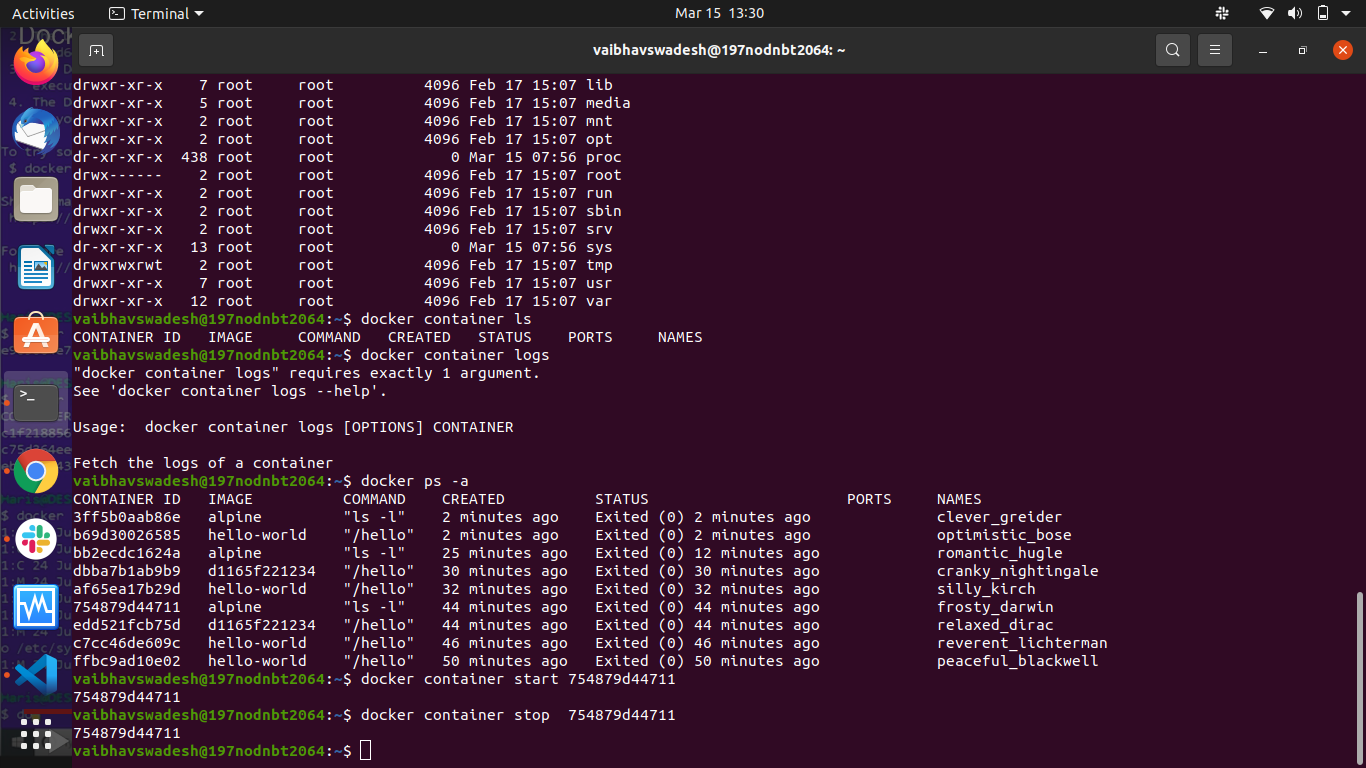 Activities Terminal Mar 15 13:30
vaibhavswadesh@197nodnbt2064: ~
drwxr-xr-x    7 root     root          4096 Feb 17 15:07 lib
drwxr-xr-x    5 root     root          4096 Feb 17 15:07 media
drwxr-xr-x    2 root     root          4096 Feb 17 15:07 mnt
drwxr-xr-x    2 root     root          4096 Feb 17 15:07 opt
dr-xr-xr-x  438 root     root             0 Mar 15 07:56 proc
drwx------    2 root     root          4096 Feb 17 15:07 root
drwxr-xr-x    2 root     root          4096 Feb 17 15:07 run
drwxr-xr-x    2 root     root          4096 Feb 17 15:07 sbin
drwxr-xr-x    2 root     root          4096 Feb 17 15:07 srv
dr-xr-xr-x   13 root     root             0 Mar 15 07:56 sys
drwxrwxrwt    2 root     root          4096 Feb 17 15:07 tmp
drwxr-xr-x    7 root     root          4096 Feb 17 15:07 usr
drwxr-xr-x   12 root     root          4096 Feb 17 15:07 var
vaibhavswadesh@197nodnbt2064:~$ docker container ls
CONTAINER ID   IMAGE     COMMAND   CREATED   STATUS    PORTS     NAMES
vaibhavswadesh@197nodnbt2064:~$ docker container logs
"docker container logs" requires exactly 1 argument.
See 'docker container logs --help'.
Usage:  docker container logs [OPTIONS] CONTAINER
Fetch the logs of a container
vaibhavswadesh@197nodnbt2064:~$ docker ps -a
CONTAINER ID   IMAGE          COMMAND    CREATED          STATUS                      PORTS     NAMES
3ff5b0aab86e   alpine         "ls -l"    2 minutes ago    Exited (0) 2 minutes ago              clever_greider
b69d30026585   hello-world    "/hello"   2 minutes ago    Exited (0) 2 minutes ago              optimistic_bose
bb2ecdc1624a   alpine         "ls -l"    25 minutes ago   Exited (0) 12 minutes ago             romantic_hugle
dbba7b1ab9b9   d1165f221234   "/hello"   30 minutes ago   Exited (0) 30 minutes ago             cranky_nightingale
af65ea17b29d   hello-world    "/hello"   32 minutes ago   Exited (0) 32 minutes ago             silly_kirch
754879d44711   alpine         "ls -l"    44 minutes ago   Exited (0) 44 minutes ago             frosty_darwin
edd521fcb75d   d1165f221234   "/hello"   44 minutes ago   Exited (0) 44 minutes ago             relaxed_dirac
c7cc46de609c   hello-world    "/hello"   46 minutes ago   Exited (0) 46 minutes ago             reverent_lichterman
ffbc9ad10e02   hello-world    "/hello"   50 minutes ago   Exited (0) 50 minutes ago             peaceful_blackwell
vaibhavswadesh@197nodnbt2064:~$ docker container start 754879d44711
754879d44711
vaibhavswadesh@197nodnbt2064:~$ docker container stop  754879d44711
754879d44711
vaibhavswadesh@197nodnbt2064:~$